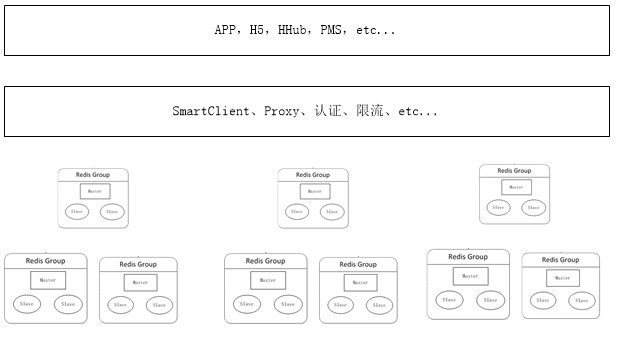 APP, H5, HHub, PMS, etc...
SmartClient、Proxy、认证、限流、etc...
Redis Group
Master
Slave Slave
Redis Group
Master
Slave Slave
Redis Group
Master
Slave Slave
Redis Group
Master
Slave Slave
Redis Group
Master
Slave Slave
Redis Group
Master
Slave Slave
Redis Group
Master
Slave Slave
Redis Group
Master
Slave Slave
Redis Group
Master
Slave Slave